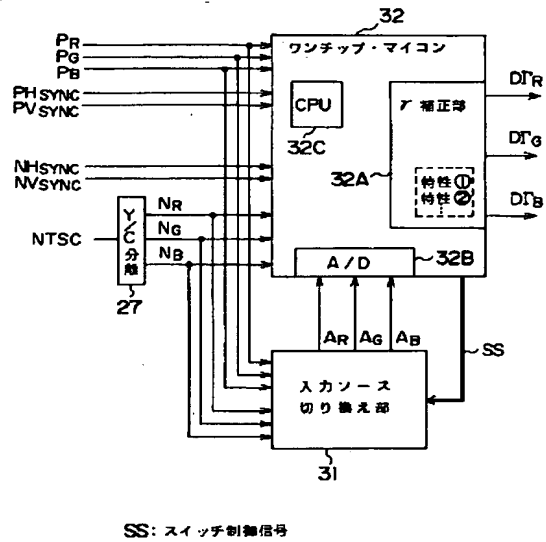 32
PR
PG
PB
ワンチップ・マイコン
PHSYNC
PVSYNC
CPU
32C
γ 補正部
32A
特性①
特性②
DΓR
DΓG
DΓB
NHSYNC
NVSYNC
NTSC
Y/C分離
27
NR
NG
NB
A/D
32B
AR AG AB
SS
入力ソース
切り換え部
31
SS: スイッチ制御信号